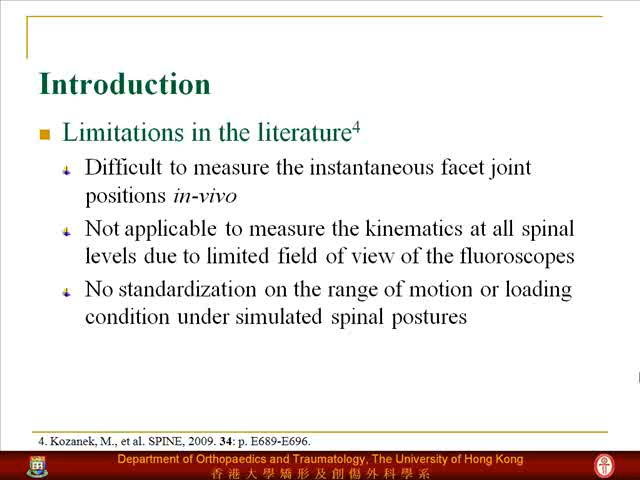 Introduction
Limitations in the literature4
Difficult to measure the instantaneous facet joint
positions in-vivo
Not applicable to measure the kinematics at all spinal
levels due to limited field of view of the fluoroscopes
No standardization on the range of motion or loading
condition under simulated spinal postures
4. Kozanek, M., et al. SPINE, 2009. 34: p. E689-E696.
Department of Orthopaedics and Traumatology, The University of Hong Kong
香港大學矯形及創傷外科學系